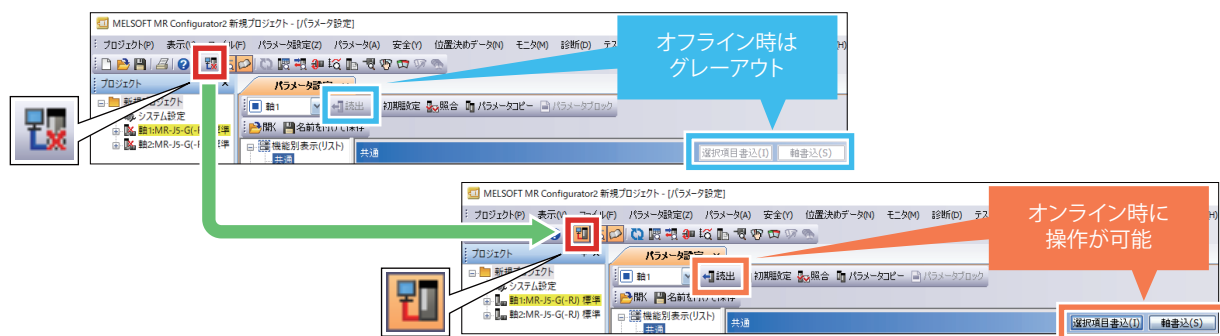 MELSOFT MR Configurator2 新規プロジェクト - [パラメータ設定]
プロジェクト(P) 表示(V) パラメータ設定(Z) パラメータ(A) 安全(Y) 位置決めデータ(N) モニタ(M) 診断(D)
オフライン時は
グレーアウト
プロジェクト
パラメータ設定
新規プロジェクト
軸1
読出
初期設定
照合
パラメータコピー
パラメータブロック
システム設定
開く
名前を付けて保存
軸1:MR-J5-G(-RJ) 標準
軸2:MR-J5-G(-RJ) 標準
機能別表示(リスト)
共通
共通
選択項目書込(I)
軸書込(S)
MELSOFT MR Configurator2 新規プロジェクト - [パラメータ設定]
プロジェクト(P) 表示(V) パラメータ設定(Z) パラメータ(A) 安全(Y) 位置決めデータ(N) モニタ(M) 診断(D)
オンライン時に
操作が可能
プロジェクト
パラメータ設定
新規プロジェクト
軸1
読出
初期設定
照合
パラメータコピー
パラメータブロック
システム設定
開く
軸1:MR-J5-G(-RJ) 標準
軸2:MR-J5-G(-RJ) 標準
機能別表示(リスト)
共通
共通
選択項目書込(I)
軸書込(S)